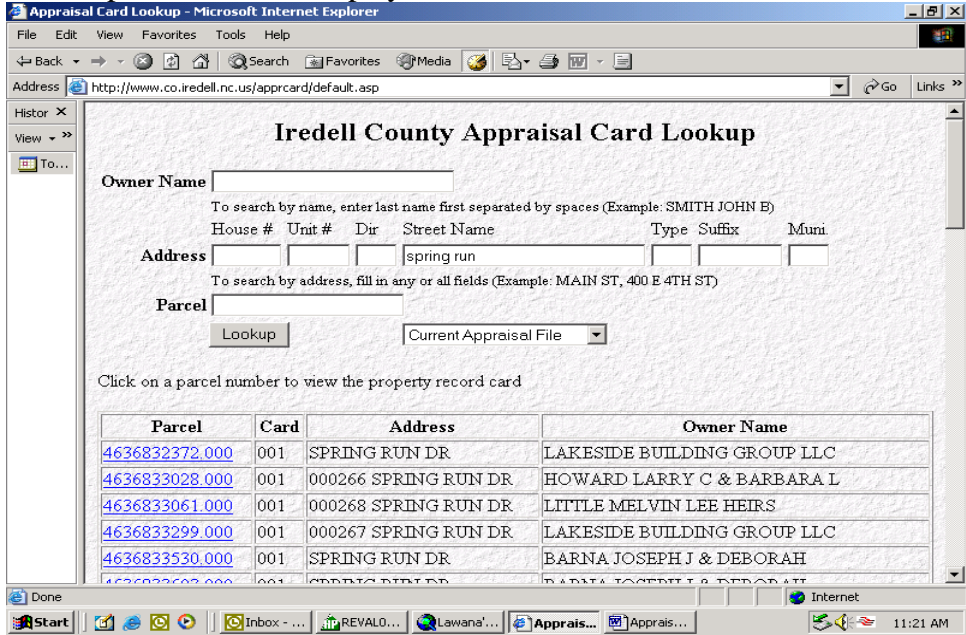 Appraisal Card Lookup - Microsoft Internet Explorer
File Edit View Favorites Tools Help
Back Search Favorites Media
Address http://www.co.iredell.nc.us/apprcard/default.asp Go Links »
Histor ×
View »
To...
Iredell County Appraisal Card Lookup
Owner Name
To search by name, enter last name first separated by spaces (Example: SMITH JOHN B)
House # Unit # Dir Street Name Type Suffix Muni.
Address spring run
To search by address, fill in any or all fields (Example: MAIN ST, 400 E 4TH ST)
Parcel
Lookup Current Appraisal File
Click on a parcel number to view the property record card
Parcel Card Address Owner Name
4636832372.000 001 SPRING RUN DR LAKESIDE BUILDING GROUP LLC
4636833028.000 001 000266 SPRING RUN DR HOWARD LARRY C & BARBARA L
4636833061.000 001 000268 SPRING RUN DR LITTLE MELVIN LEE HEIRS
4636833299.000 001 000267 SPRING RUN DR LAKESIDE BUILDING GROUP LLC
4636833530.000 001 SPRING RUN DR BARNA JOSEPH J & DEBORAH
001 SPRING RUN DR BARNA JOSEPH J & DEBORAH
Done Internet
Start Inbox - ... REVALO... Lawana'... Apprais... Apprais... 11:21 AM